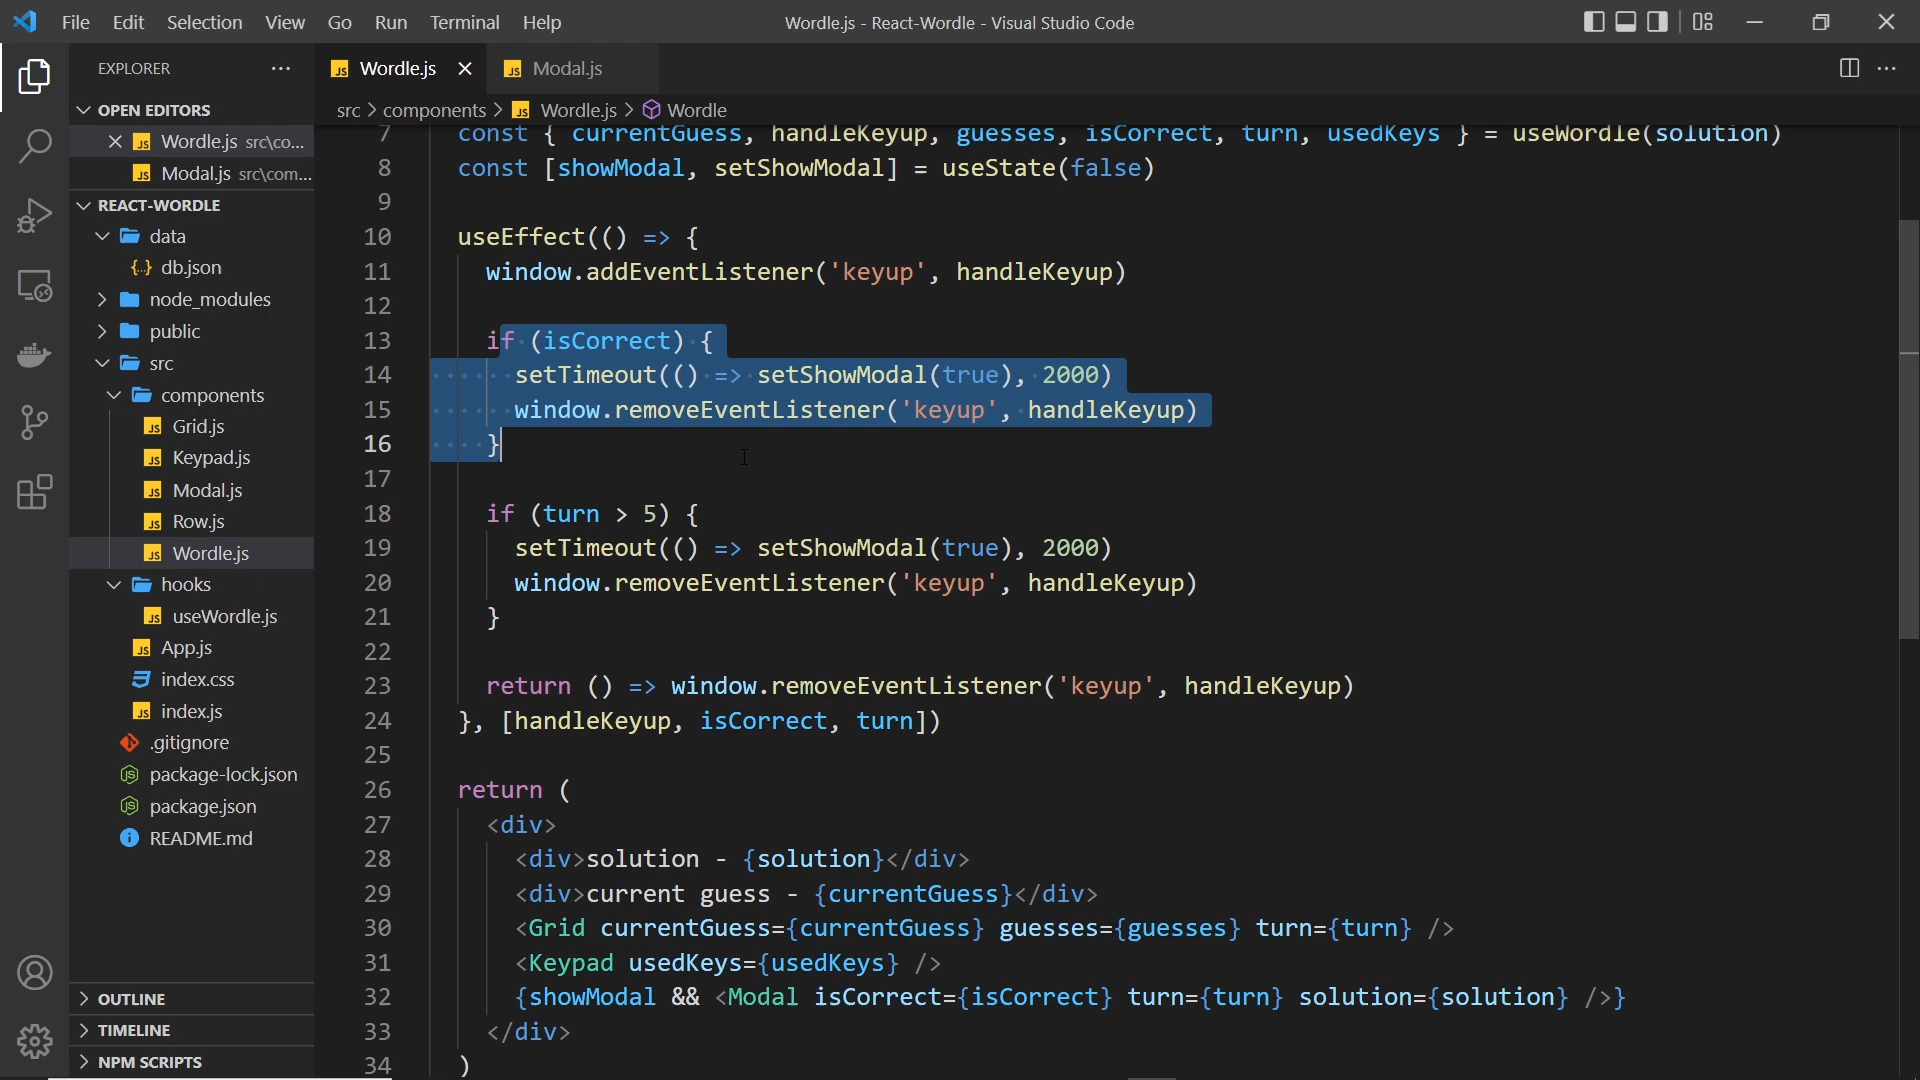 File Edit Selection View Go Run Terminal Help
Wordle.js - React-Wordle - Visual Studio Code
EXPLORER
OPEN EDITORS
Wordle.js src\co...
Modal.js src\com...
REACT-WORDLE
data
db.json
node_modules
public
src
components
Grid.js
Keypad.js
Modal.js
Row.js
Wordle.js
hooks
useWordle.js
App.js
index.css
index.js
.gitignore
package-lock.json
package.json
README.md
OUTLINE
TIMELINE
NPM SCRIPTS
Wordle.js
Modal.js
src > components > Wordle.js > Wordle
7 const { currentGuess, handleKeyup, guesses, isCorrect, turn, usedKeys } = useWordle(solution)
8 const [showModal, setShowModal] = useState(false)
9
10 useEffect(() => {
11 window.addEventListener('keyup', handleKeyup)
12
13 if (isCorrect) {
14 setTimeout(() => setShowModal(true), 2000)
15 window.removeEventListener('keyup', handleKeyup)
16 }
17
18 if (turn > 5) {
19 setTimeout(() => setShowModal(true), 2000)
20 window.removeEventListener('keyup', handleKeyup)
21 }
22
23 return () => window.removeEventListener('keyup', handleKeyup)
24 }, [handleKeyup, isCorrect, turn])
25
26 return (
27 <div>
28 <div>solution - {solution}</div>
29 <div>current guess - {currentGuess}</div>
30 <Grid currentGuess={currentGuess} guesses={guesses} turn={turn} />
31 <Keypad usedKeys={usedKeys} />
32 {showModal && <Modal isCorrect={isCorrect} turn={turn} solution={solution} />}
33 </div>
34 )